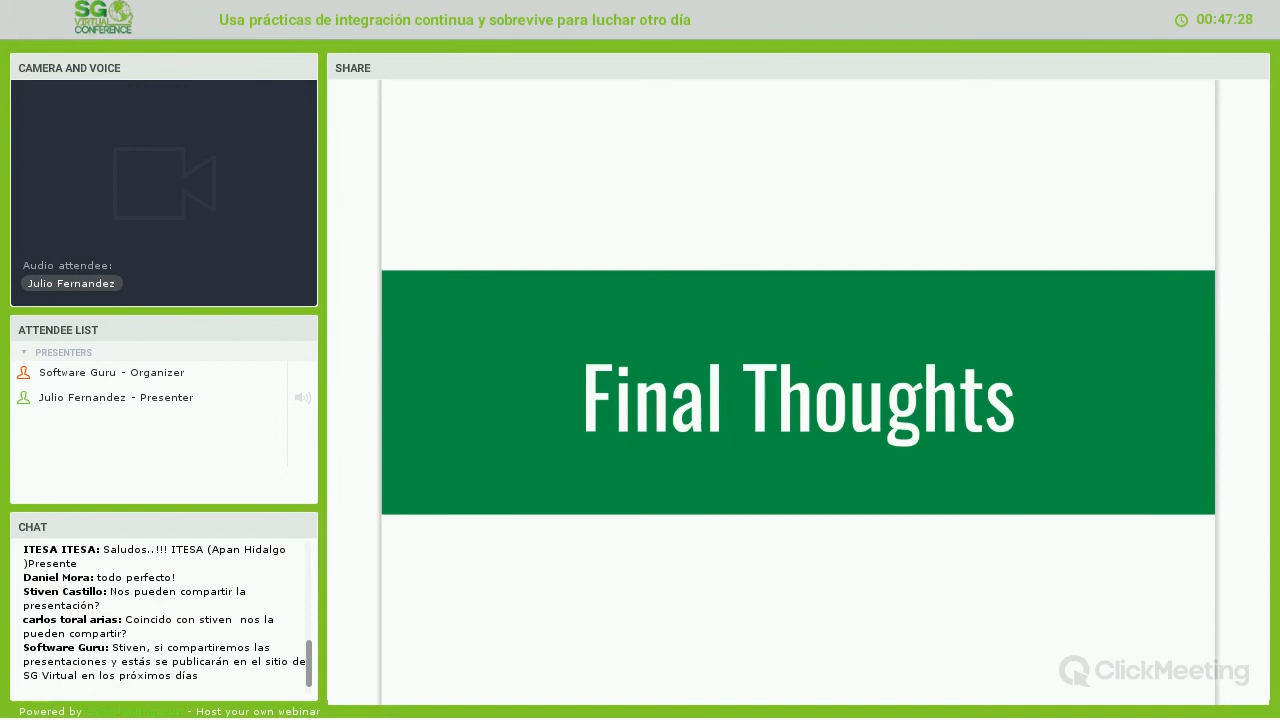 SG
VIRTUAL
CONFERENCE
Usa prácticas de integración continua y sobrevive para luchar otro día
00:47:28
CAMERA AND VOICE
Audio attendee:
Julio Fernandez
ATTENDEE LIST
PRESENTERS
Software Guru - Organizer
Julio Fernandez - Presenter
CHAT
ITESA ITESA: Saludos..!!! ITESA (Apan Hidalgo
)Presente
Daniel Mora: todo perfecto!
Stiven Castillo: Nos pueden compartir la
presentación?
carlos toral arias: Coincido con stiven  nos la
pueden compartir?
Software Guru: Stiven, si compartiremos las
presentaciones y estás se publicarán en el sitio de
SG Virtual en los próximos días
Powered by - Host your own webinar
SHARE
Final Thoughts
ClickMeeting